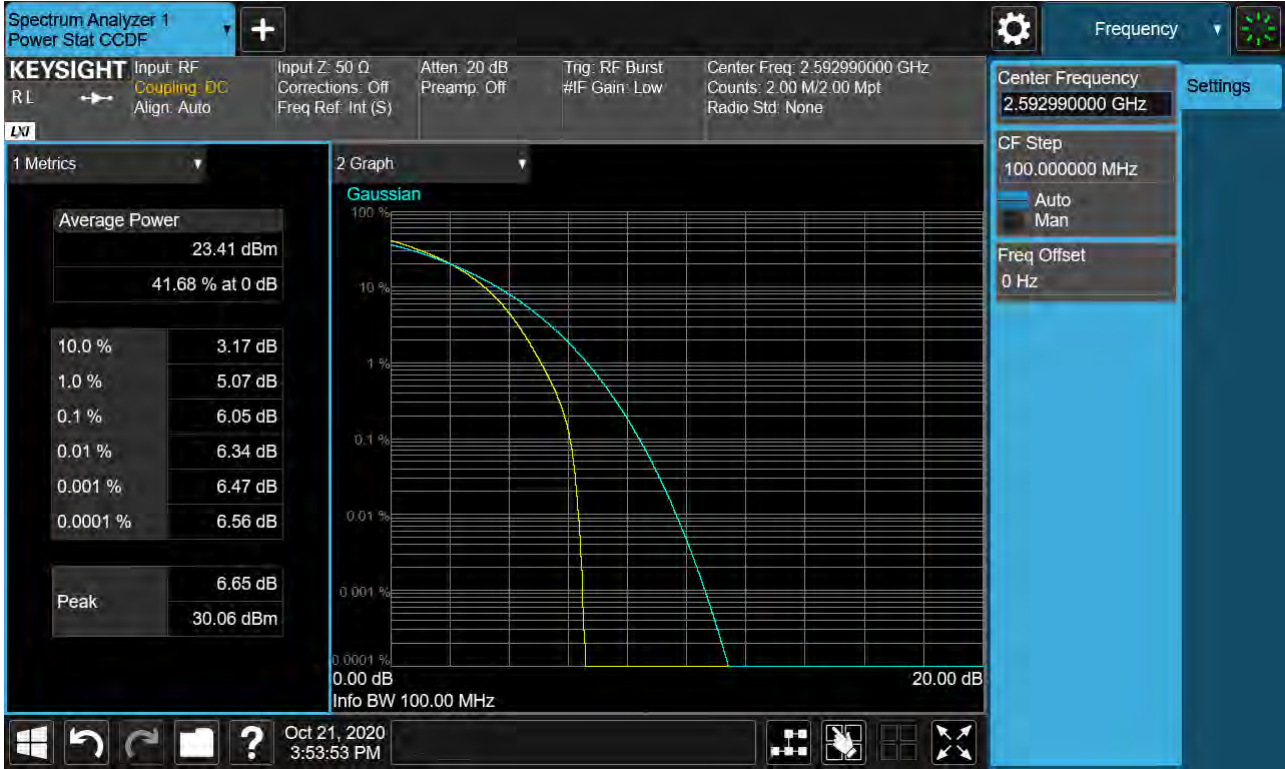 Spectrum Analyzer 1
Power Stat CCDF
Frequency
KEYSIGHT
RL
LXI
Input: RF
Coupling: DC
Align: Auto
Input Z: 50 Ω
Corrections: Off
Freq Ref: Int (S)
Atten: 20 dB
Preamp: Off
Trig: RF Burst
#IF Gain: Low
Center Freq: 2.592990000 GHz
Counts: 2.00 M/2.00 Mpt
Radio Std: None
Center Frequency
2.592990000 GHz
Settings
CF Step
100.000000 MHz
Auto
Man
Freq Offset
0 Hz
1 Metrics
Average Power
23.41 dBm
41.68 % at 0 dB
10.0 % 3.17 dB
1.0 % 5.07 dB
0.1 % 6.05 dB
0.01 % 6.34 dB
0.001 % 6.47 dB
0.0001 % 6.56 dB
Peak
6.65 dB
30.06 dBm
2 Graph
Gaussian
100 %
10 %
1 %
0.1 %
0.01 %
0.001 %
0.0001 %
0.00 dB 20.00 dB
Info BW 100.00 MHz
?
Oct 21, 2020
3:53:53 PM